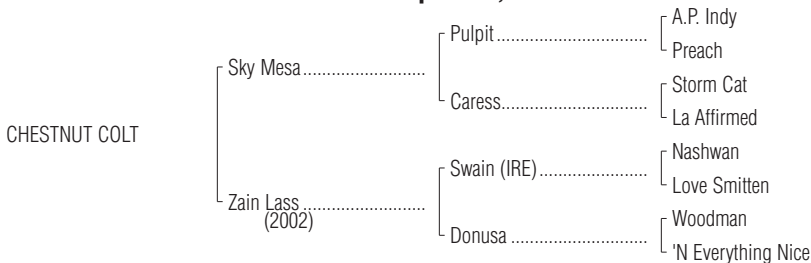 A.P. Indy
Pulpit
Preach
Sky Mesa
Storm Cat
Caress
La Affirmed
CHESTNUT COLT
Nashwan
Swain (IRE)
Love Smitten
Zain Lass
(2002)
Woodman
Donusa
'N Everything Nice